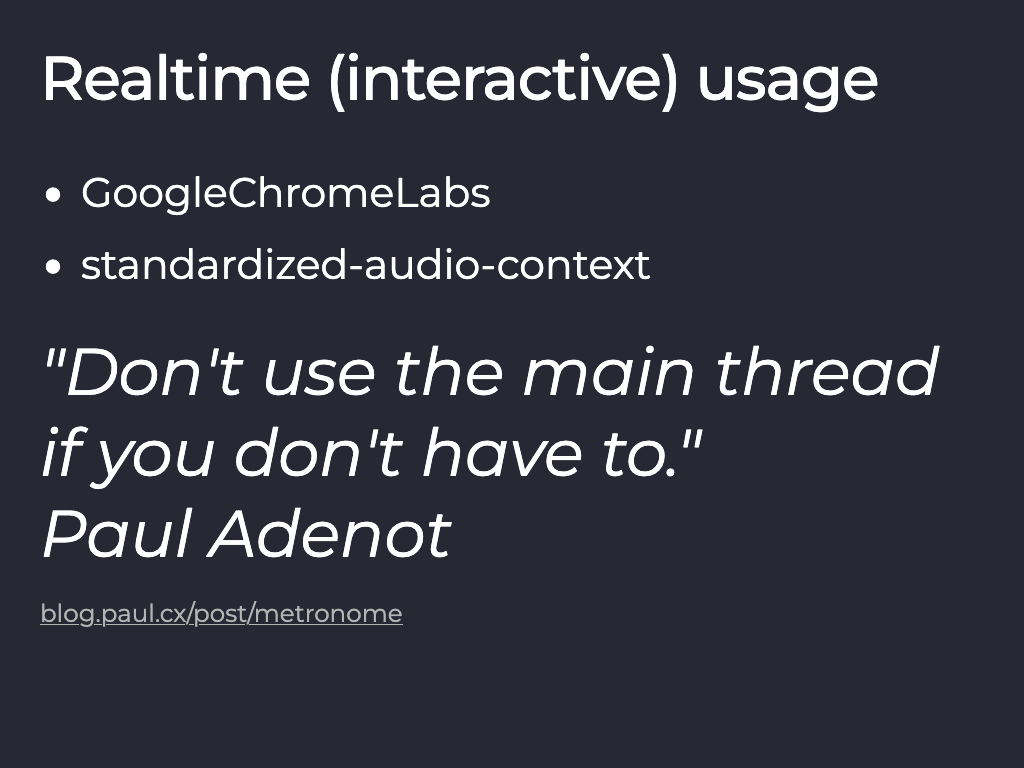 Realtime (interactive) usage
• GoogleChromeLabs
• standardized-audio-context
"Don't use the main thread
if you don't have to."
Paul Adenot
blog.paul.cx/post/metronome